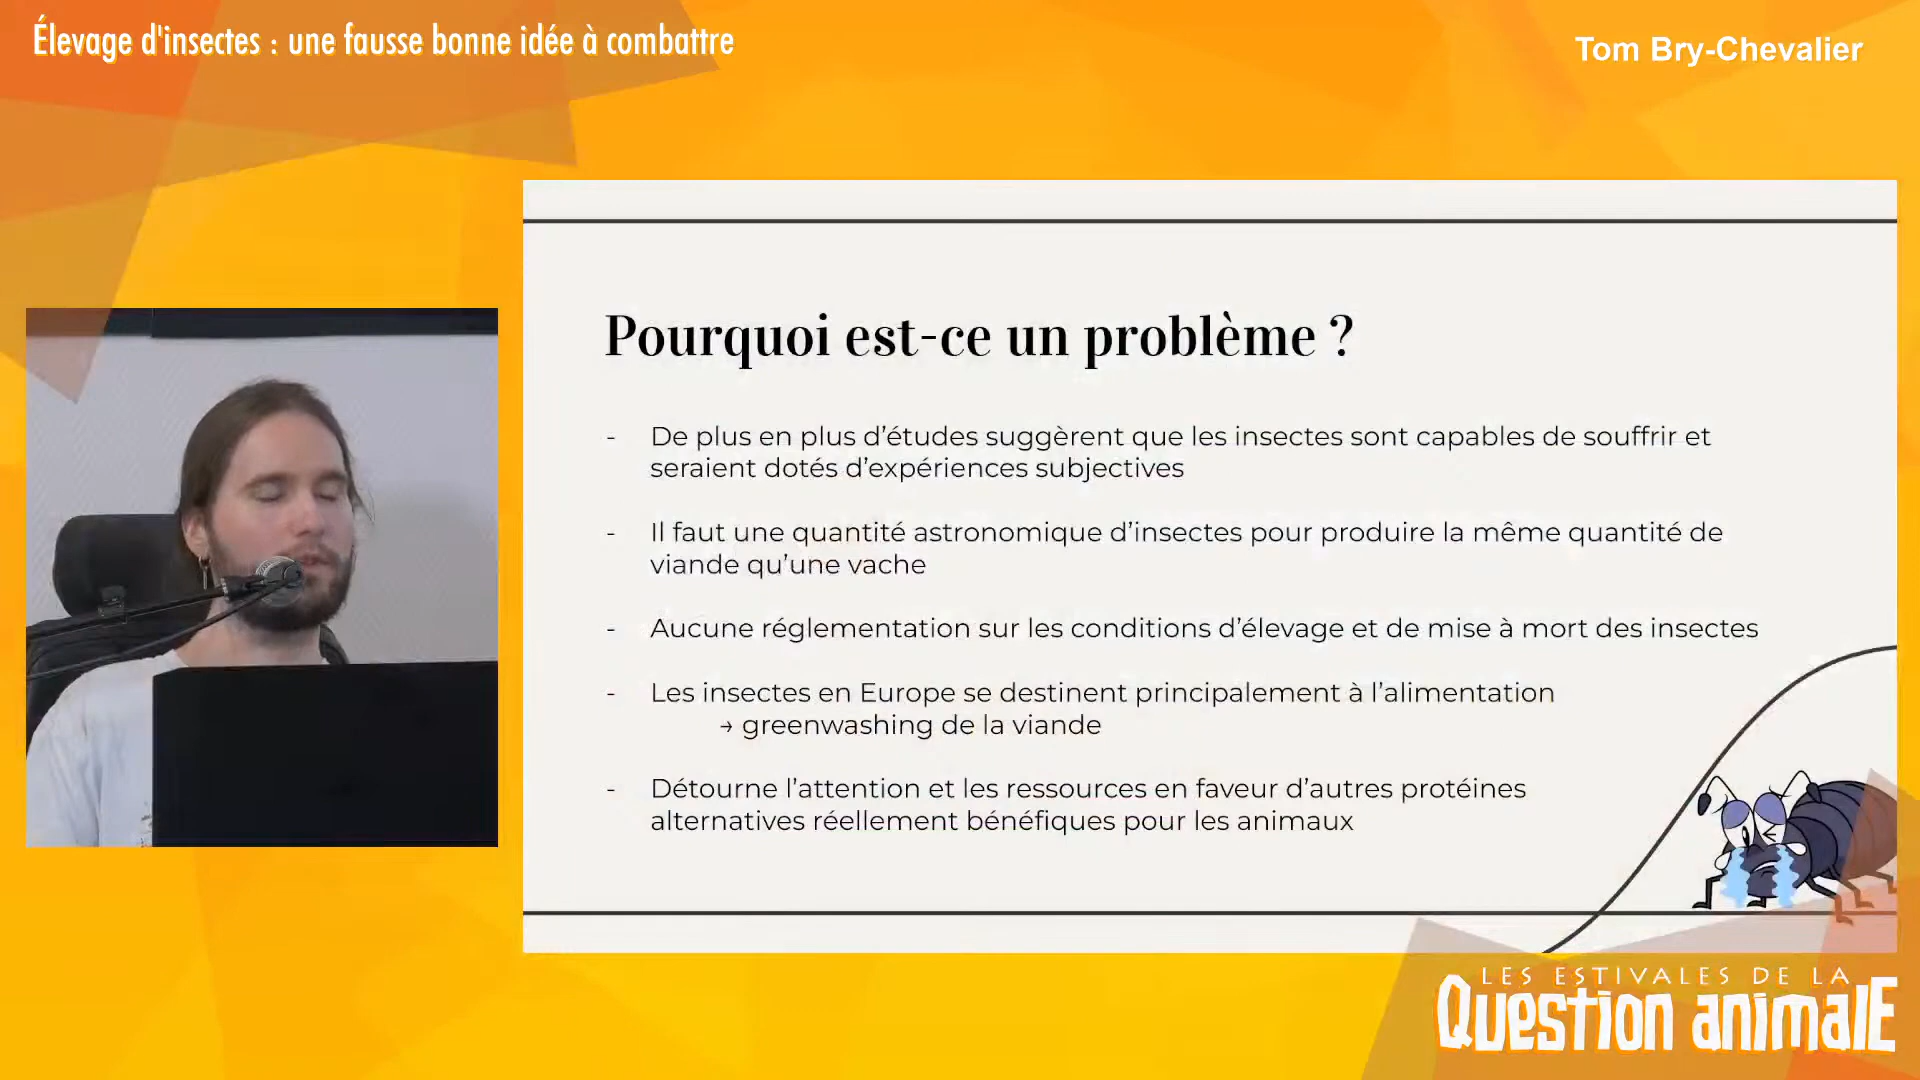 Élevage d'insectes : une fausse bonne idée à combattre
Tom Bry-Chevalier
Pourquoi est-ce un problème ?
- De plus en plus d'études suggèrent que les insectes sont capables de souffrir et
seraient dotés d'expériences subjectives
- Il faut une quantité astronomique d'insectes pour produire la même quantité de
viande qu'une vache
- Aucune réglementation sur les conditions d'élevage et de mise à mort des insectes
- Les insectes en Europe se destinent principalement à l'alimentation
→ greenwashing de la viande
- Détourne l'attention et les ressources en faveur d'autres protéines
alternatives réellement bénéfiques pour les animaux
LES ESTIVALES DE LA
QuEstion animalE